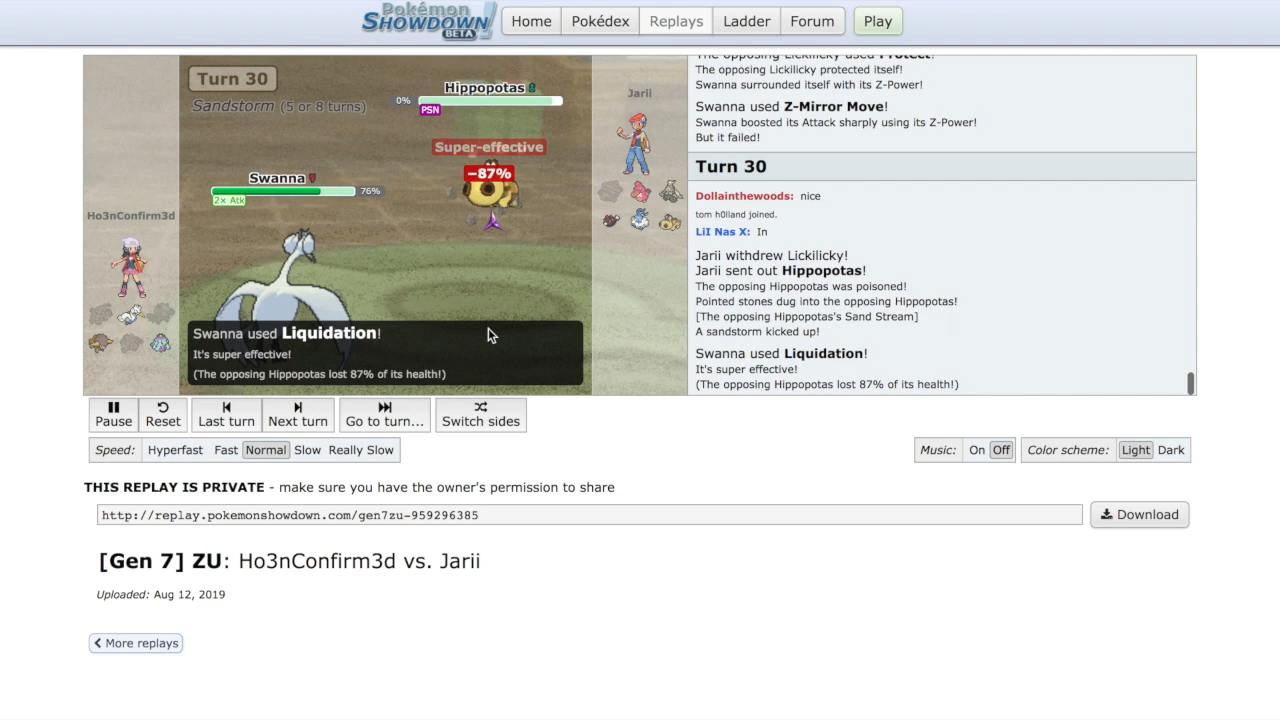 Pokémon
SHOWDOWN!
BETA
Home
Pokédex
Replays
Ladder
Forum
Play
Turn 30
Sandstorm (5 or 8 turns)
Hippopotas
0%
PSN
Super-effective
-87%
Swanna
76%
2× Atk
Ho3nConfirm3d
Jarii
Swanna used Liquidation!
It's super effective!
(The opposing Hippopotas lost 87% of its health!)
The opposing Lickilicky used Protect!
The opposing Lickilicky protected itself!
Swanna surrounded itself with its Z-Power!
Swanna used Z-Mirror Move!
Swanna boosted its Attack sharply using its Z-Power!
But it failed!
Turn 30
Dollainthewoods: nice
tom h0lland joined.
LiI Nas X: In
Jarii withdrew Lickilicky!
Jarii sent out Hippopotas!
The opposing Hippopotas was poisoned!
Pointed stones dug into the opposing Hippopotas!
[The opposing Hippopotas's Sand Stream]
A sandstorm kicked up!
Swanna used Liquidation!
It's super effective!
(The opposing Hippopotas lost 87% of its health!)
Pause
Reset
Last turn
Next turn
Go to turn...
Switch sides
Speed: Hyperfast Fast Normal Slow Really Slow
Music: On Off
Color scheme: Light Dark
THIS REPLAY IS PRIVATE - make sure you have the owner's permission to share
http://replay.pokemonshowdown.com/gen7zu-959296385
Download
[Gen 7] ZU: Ho3nConfirm3d vs. Jarii
Uploaded: Aug 12, 2019
More replays